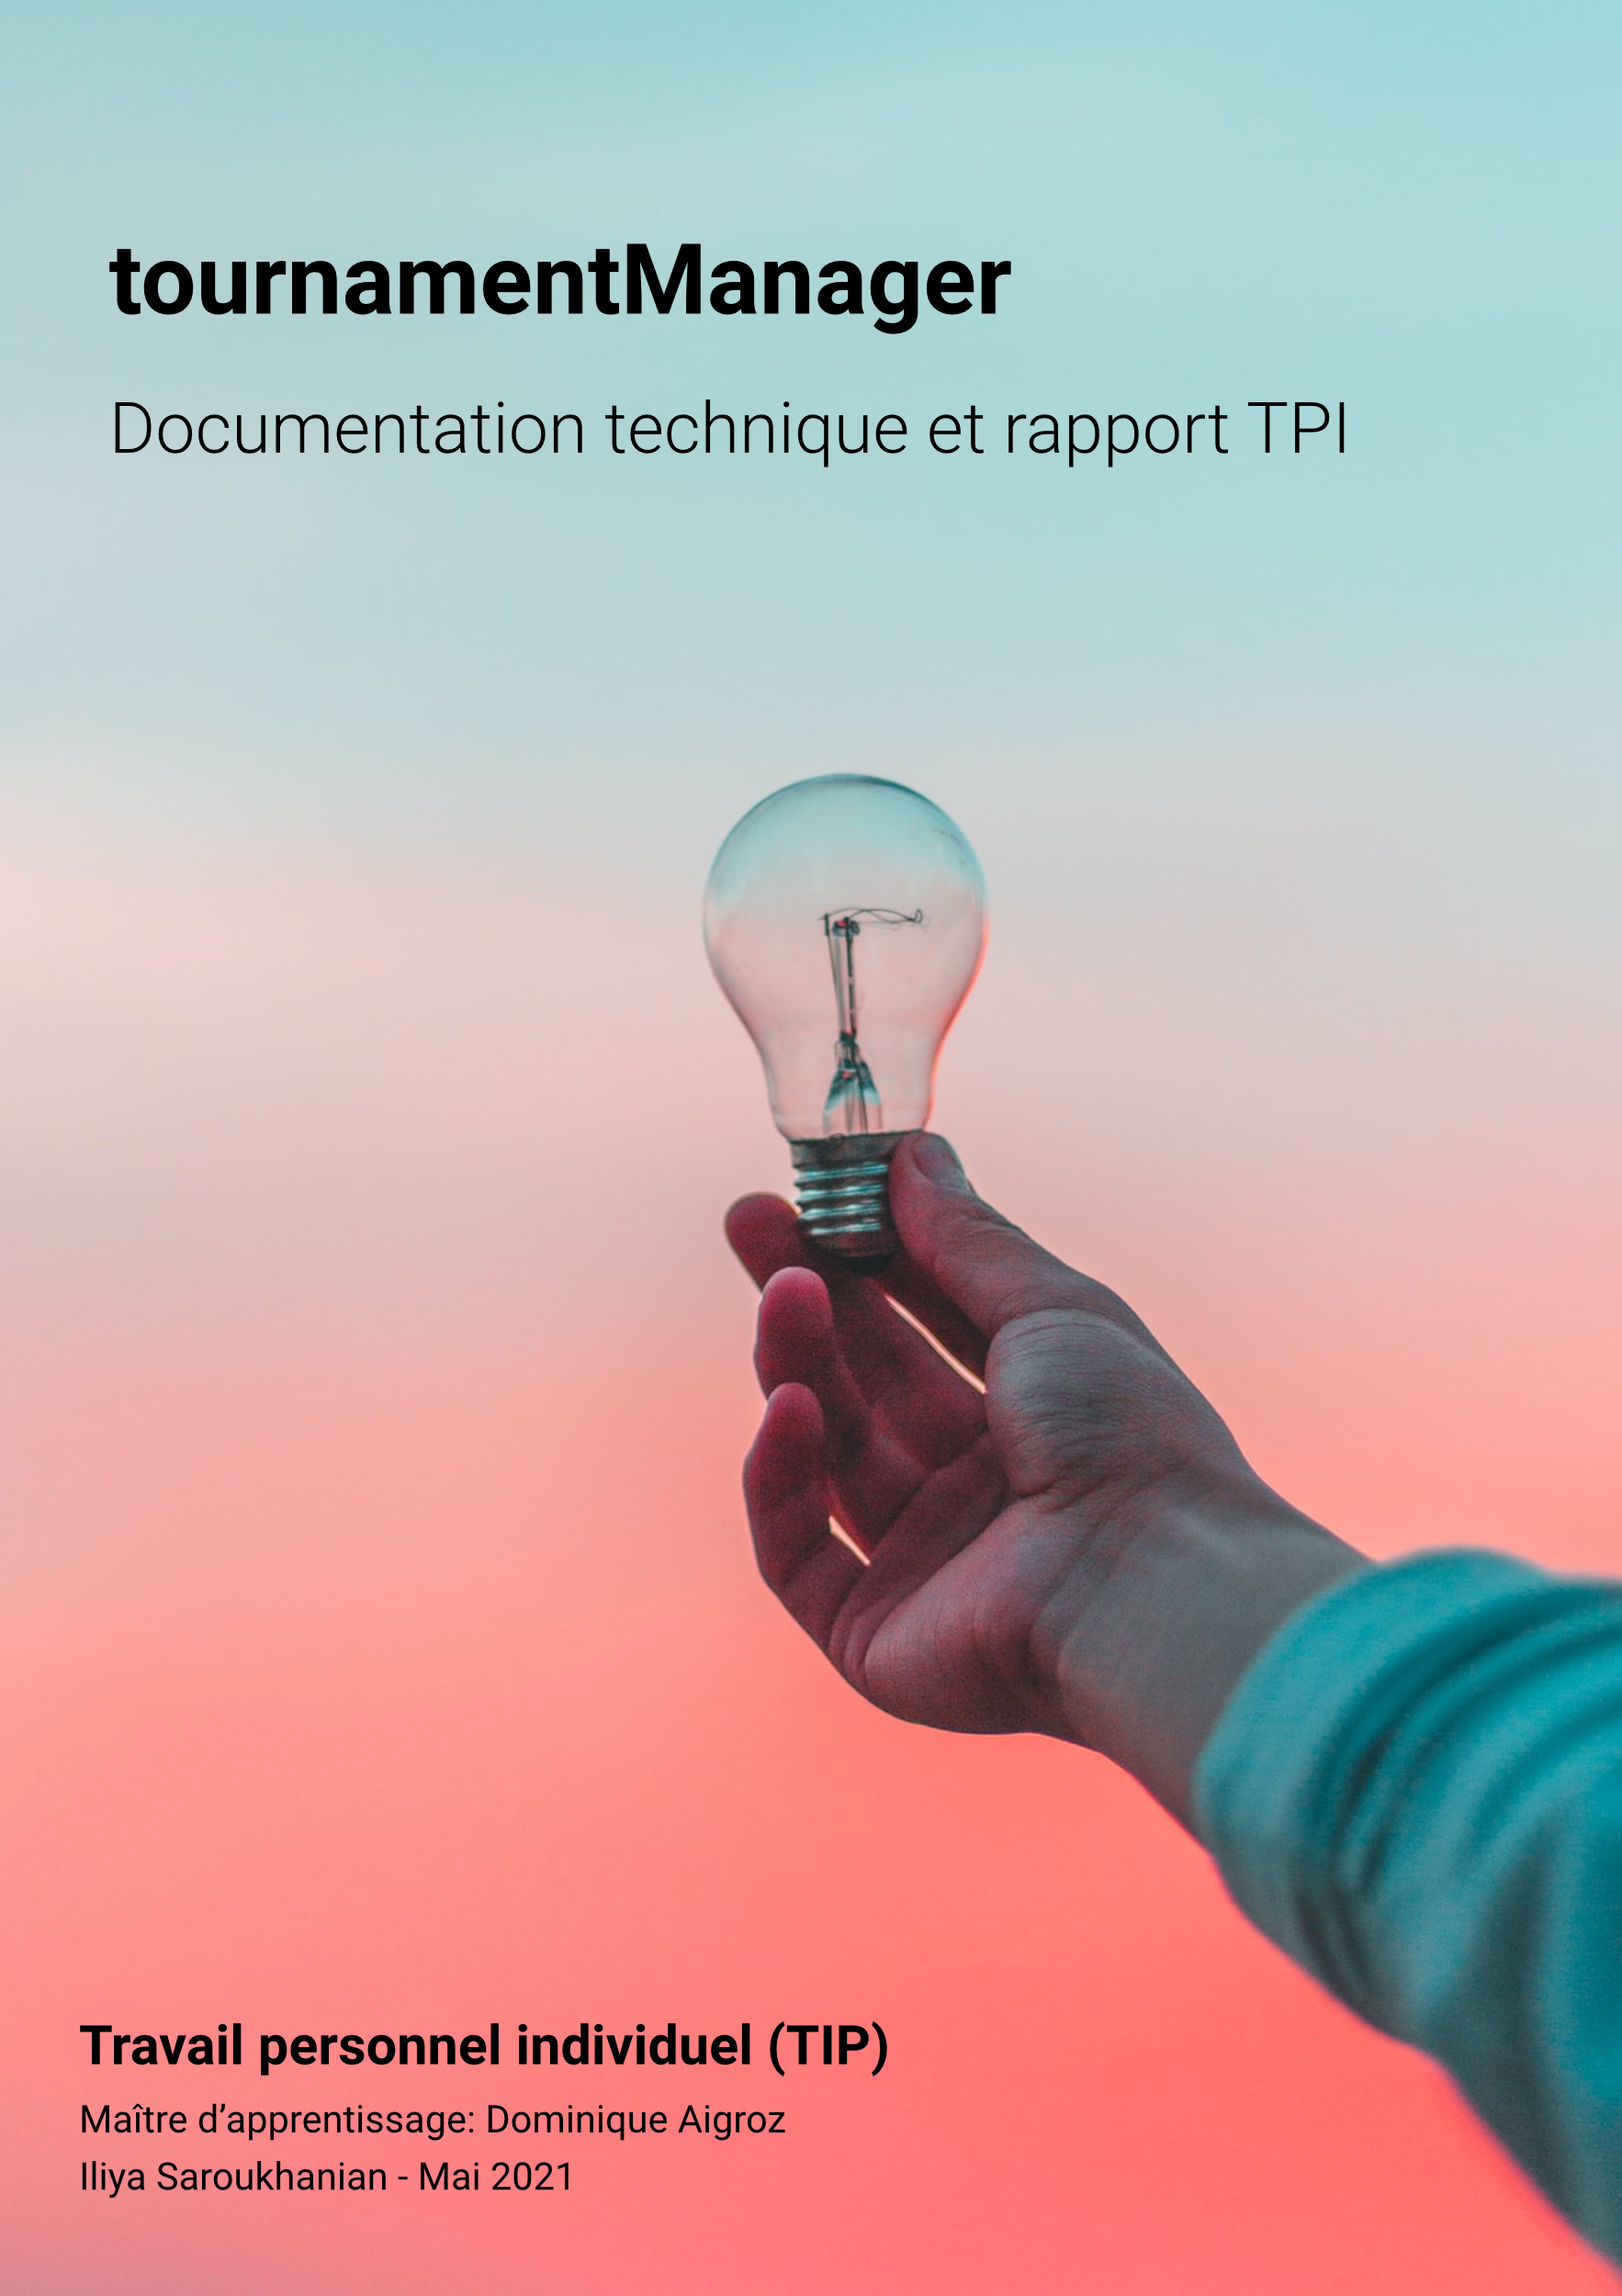 tournamentManager
Documentation technique et rapport TPI
Travail personnel individuel (TIP)
Maître d’apprentissage: Dominique Aigroz
Iliya Saroukhanian - Mai 2021